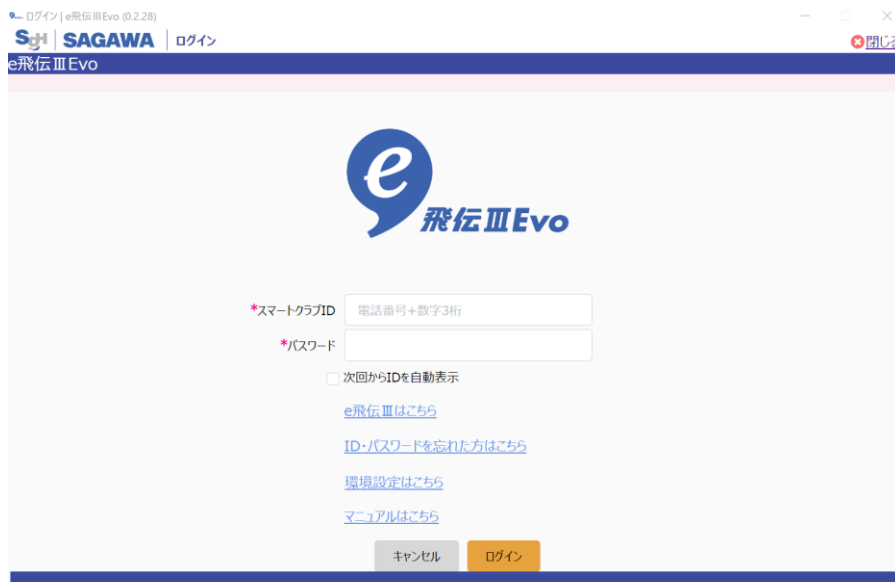 ログイン | e飛伝ⅢEvo (0.2.28)
SGH SAGAWA ログイン
閉じる
e飛伝ⅢEvo
e飛伝ⅢEvo
*スマートクラブID 電話番号+数字3桁
*パスワード
次回からIDを自動表示
e飛伝Ⅲはこちら
ID・パスワードを忘れた方はこちら
環境設定はこちら
マニュアルはこちら
キャンセル ログイン